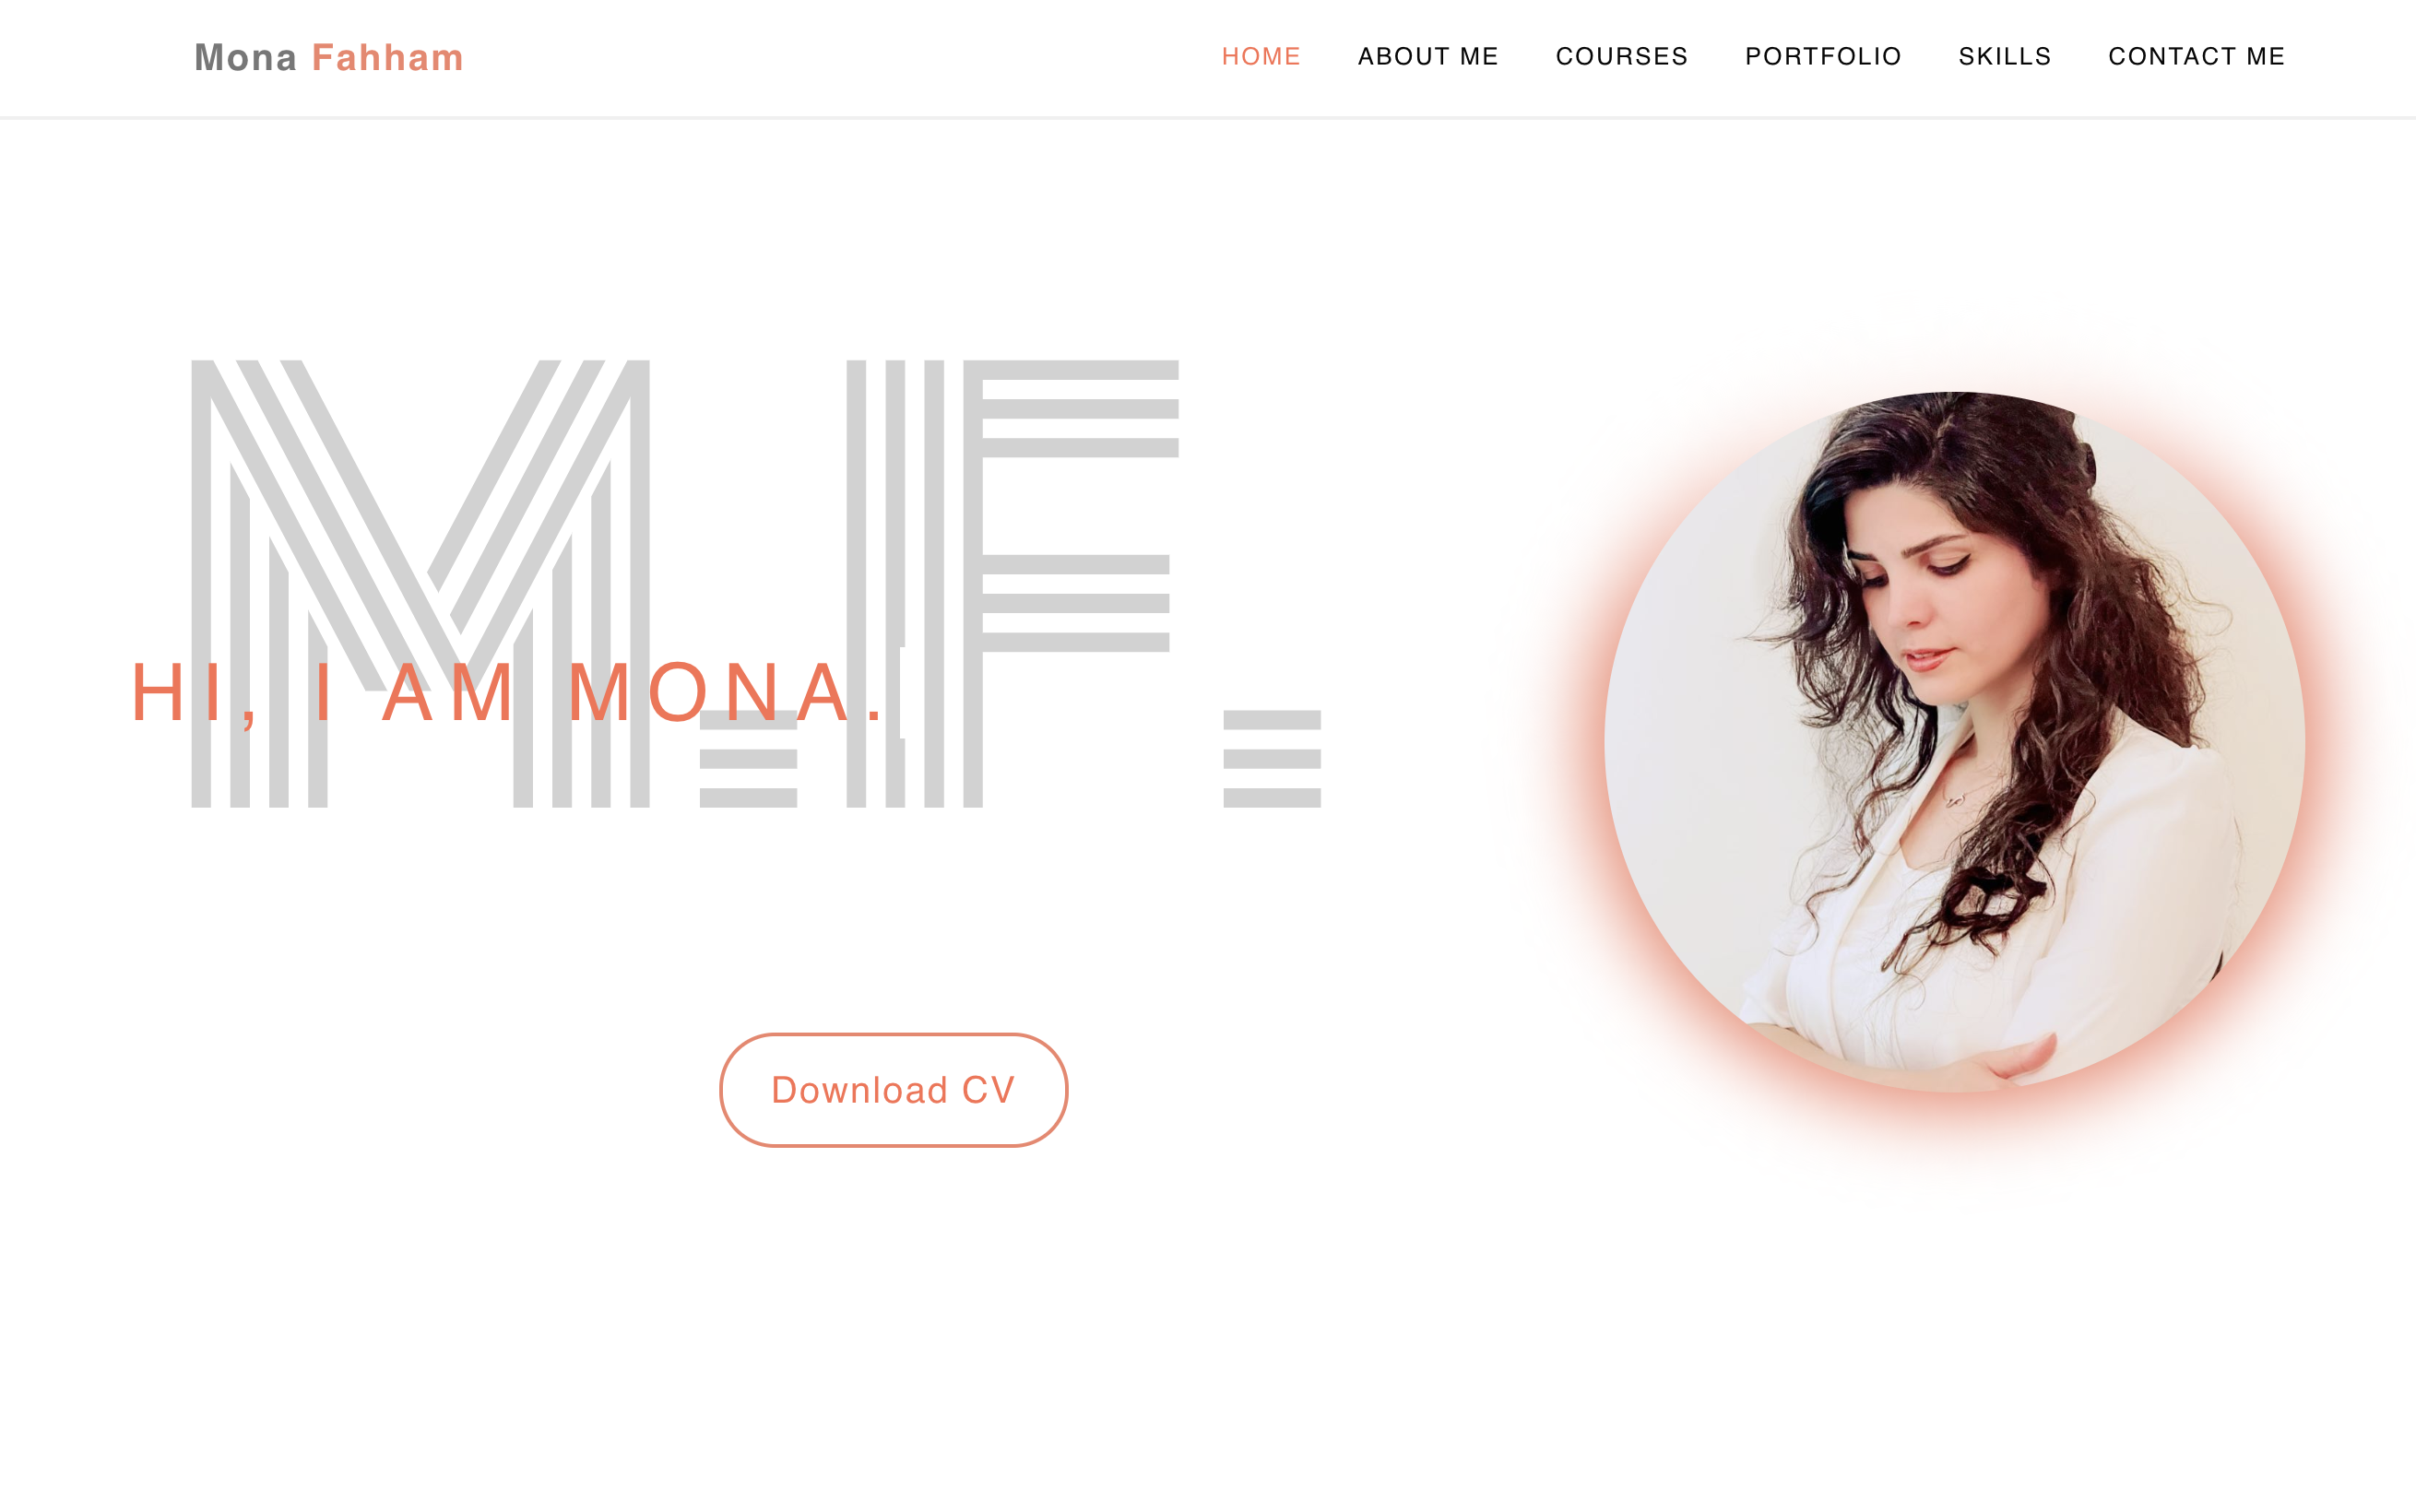 Mona Fahham
HOME ABOUT ME COURSES PORTFOLIO SKILLS CONTACT ME
M.F.
HI, I AM MONA.
Download CV